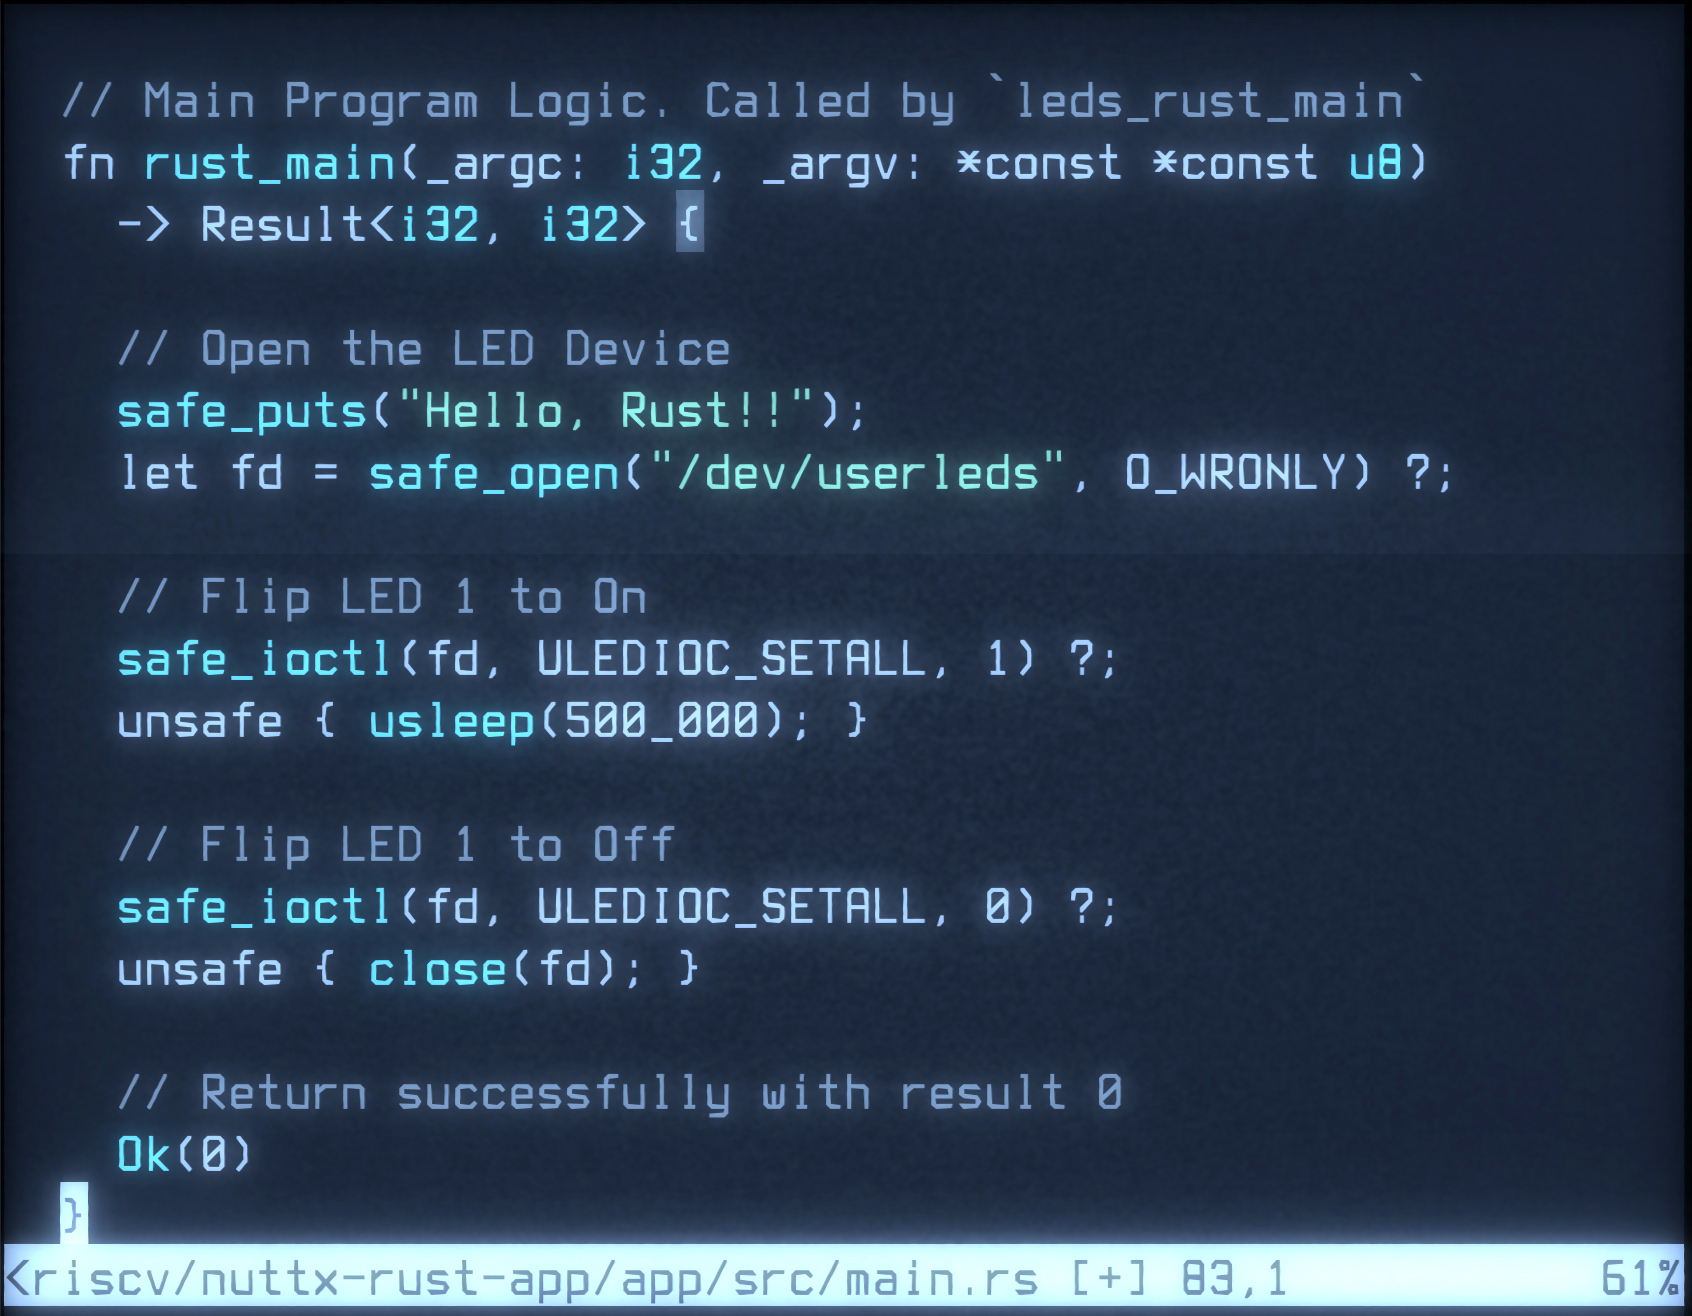 // Main Program Logic. Called by `leds_rust_main`
fn rust_main(_argc: i32, _argv: *const *const u8)
  -> Result<i32, i32> {

  // Open the LED Device
  safe_puts("Hello, Rust!!");
  let fd = safe_open("/dev/userleds", O_WRONLY) ?;

  // Flip LED 1 to On
  safe_ioctl(fd, ULEDIOC_SETALL, 1) ?;
  unsafe { usleep(500_000); }

  // Flip LED 1 to Off
  safe_ioctl(fd, ULEDIOC_SETALL, 0) ?;
  unsafe { close(fd); }

  // Return successfully with result 0
  Ok(0)
}
<riscv/nuttx-rust-app/app/src/main.rs [+] 83,1 61%